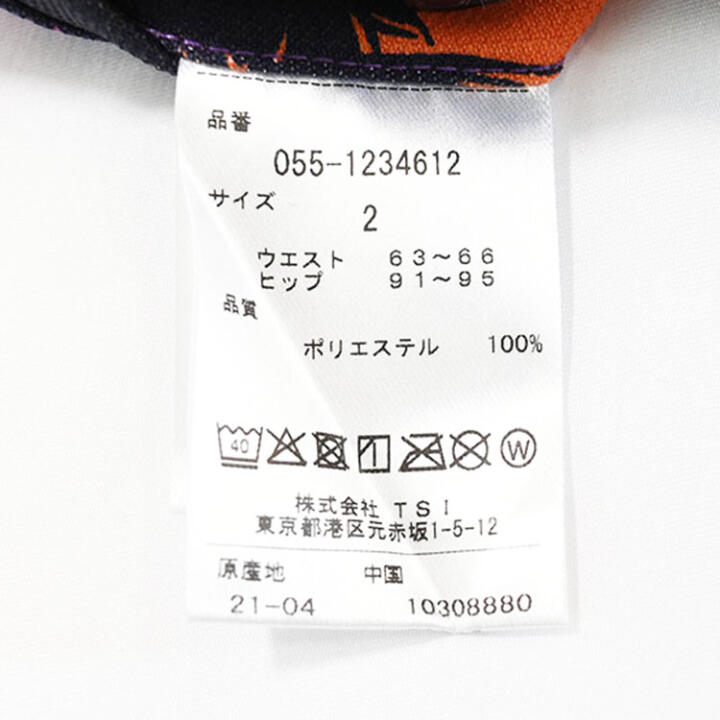 品番
055-1234612
サイズ
2
ウエスト 63～66
ヒップ 91～95
品質
ポリエステル 100%
40 W
株式会社 TSI
東京都港区元赤坂1-5-12
原産地 中国
21-04 10308880